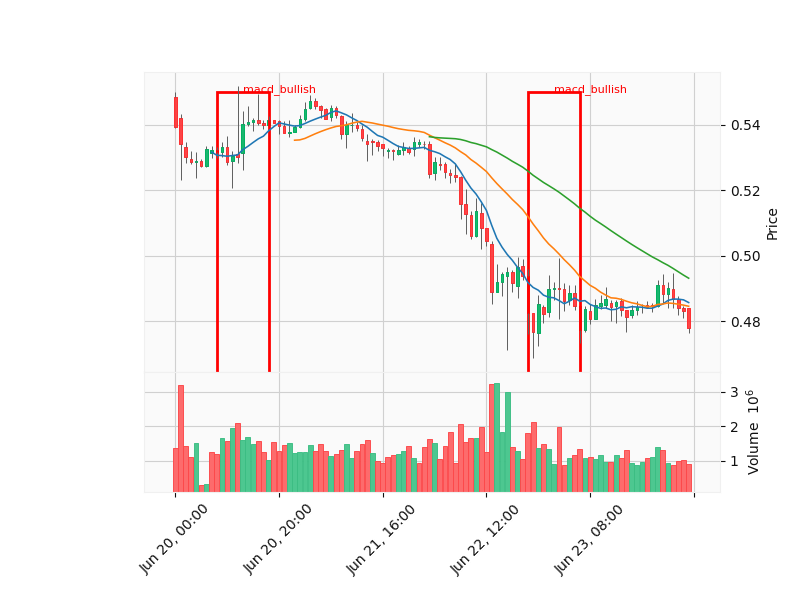 macd_bullish
macd_bullish
0.54
0.52
0.50
0.48
Price
3
2
1
Volume 10^6
Jun 20, 00:00
Jun 20, 20:00
Jun 21, 16:00
Jun 22, 12:00
Jun 23, 08:00